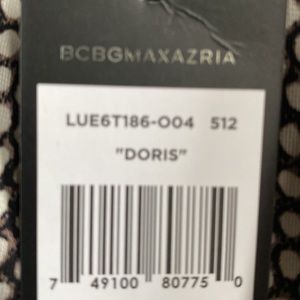 BCBGMAXAZRIA
LUE6T186-O04 512
"DORIS"
7 49100 80775 0